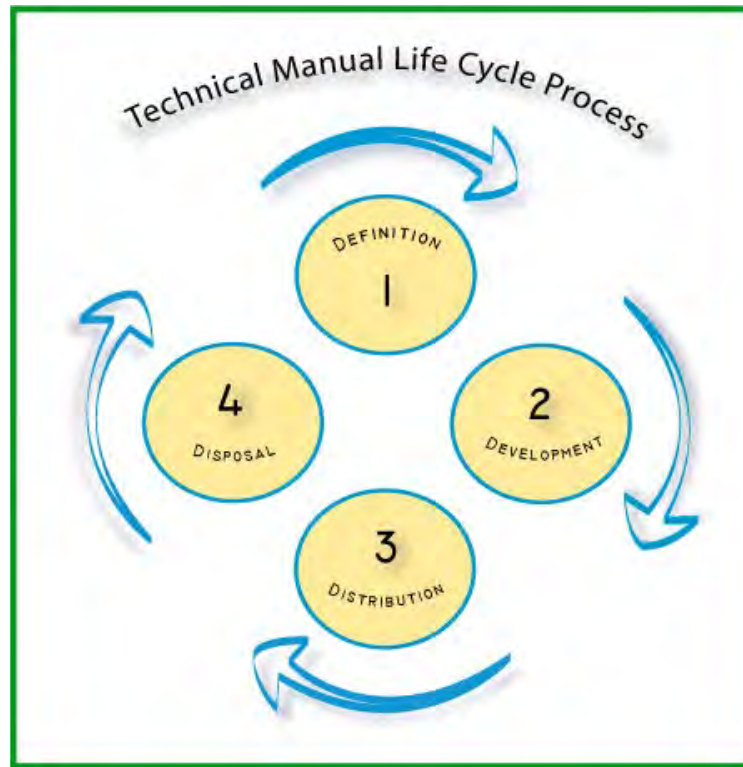 Technical Manual Life Cycle Process
DEFINITION
1
2
DEVELOPMENT
3
DISTRIBUTION
4
DISPOSAL